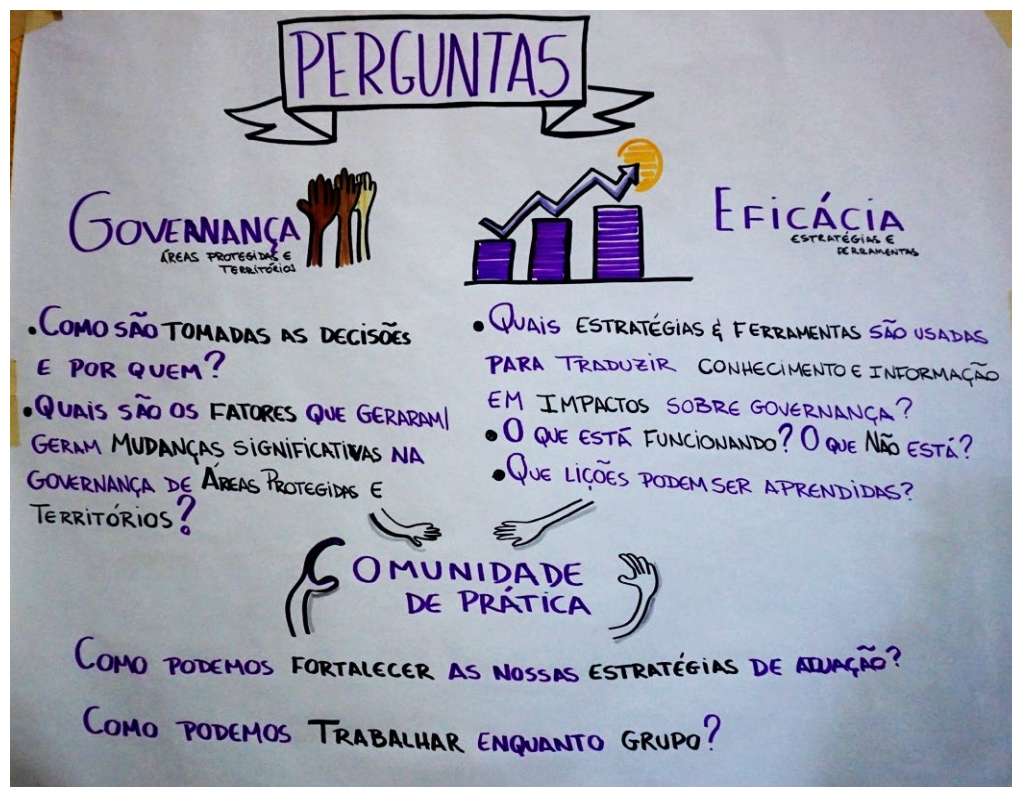 PERGUNTAS
GOVERNANÇA
ÁREAS PROTEGIDAS E
TERRITÓRIOS
• COMO SÃO TOMADAS AS DECISÕES
E POR QUEM?
• QUAIS SÃO OS FATORES QUE GERARAM/
GERAM MUDANÇAS SIGNIFICATIVAS NA
GOVERNANÇA DE ÁREAS PROTEGIDAS E
TERRITÓRIOS?
EFICÁCIA
ESTRATÉGIAS E
FERRAMENTAS
• QUAIS ESTRATÉGIAS & FERRAMENTAS SÃO USADAS
PARA TRADUZIR CONHECIMENTO E INFORMAÇÃO
EM IMPACTOS SOBRE GOVERNANÇA?
• O QUE ESTÁ FUNCIONANDO? O QUE NÃO ESTÁ?
• QUE LIÇÕES PODEM SER APRENDIDAS?
COMUNIDADE
DE PRÁTICA
COMO PODEMOS FORTALECER AS NOSSAS ESTRATÉGIAS DE ATUAÇÃO?
COMO PODEMOS TRABALHAR ENQUANTO GRUPO?